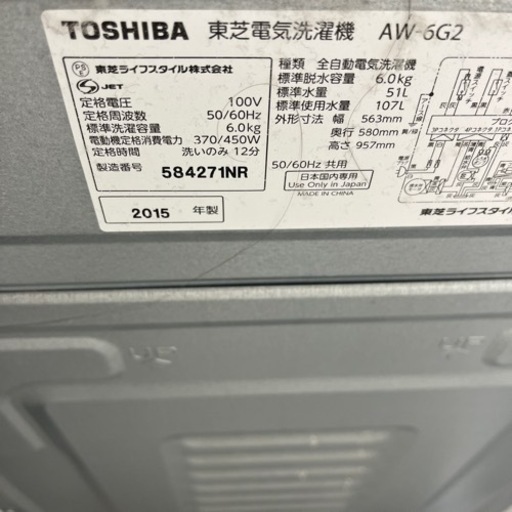 TOSHIBA 東芝電気洗濯機 AW-6G2
PSE 東芝ライフスタイル株式会社
S JET
定格電圧 100V
定格周波数 50/60Hz
標準洗濯容量 6.0kg
電動機定格消費電力 370/450W
定格時間 洗いのみ 12分
製造番号 584271NR
2015 年製
種類 全自動電気洗濯機
標準脱水容量 6.0kg
標準水量 51L
標準使用水量 107L
外形寸法 幅 563mm
奥行 580mm
高さ 957mm
50/60Hz 共用
日本国内専用
Use Only in Japan
MADE IN CHINA
東芝ライフスタイル